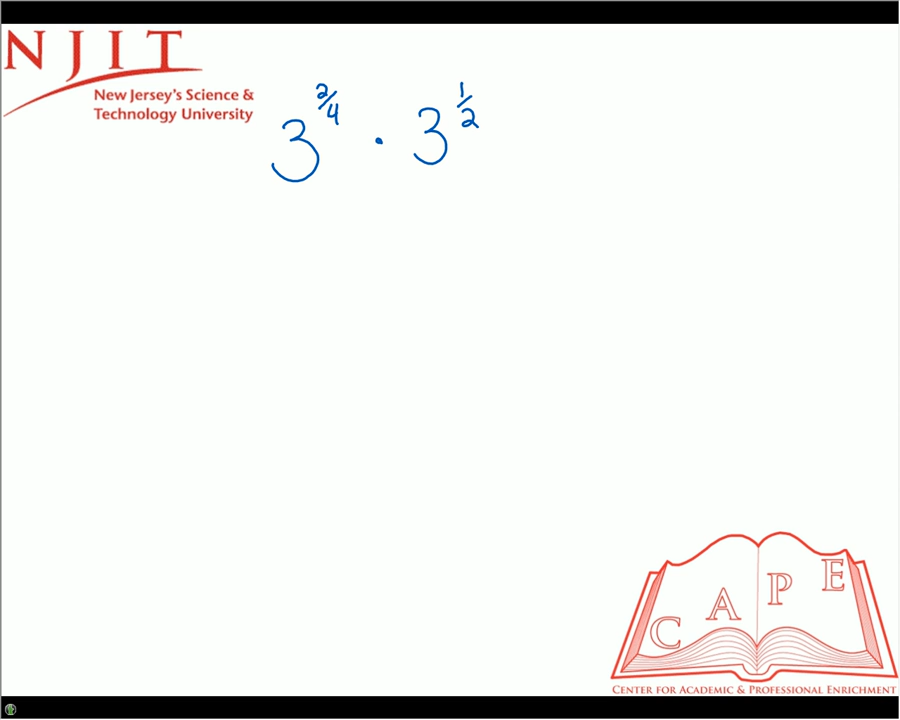 NJIT
New Jersey's Science &
Technology University
3^{2/4} · 3^{1/2}
C A P E
CENTER FOR ACADEMIC & PROFESSIONAL ENRICHMENT